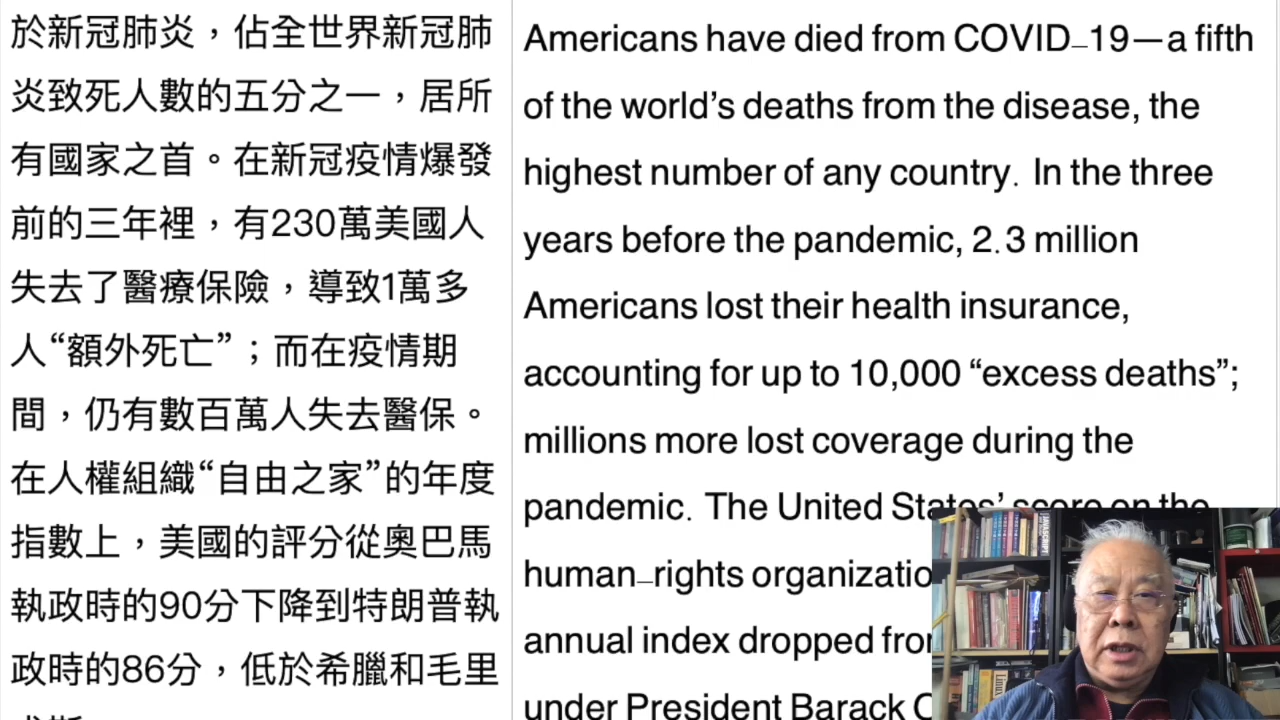 於新冠肺炎，佔全世界新冠肺
炎致死人數的五分之一，居所
有國家之首。在新冠疫情爆發
前的三年裡，有230萬美國人
失去了醫療保險，導致1萬多
人“額外死亡”；而在疫情期
間，仍有數百萬人失去醫保。
在人權組織“自由之家”的年度
指數上，美國的評分從奧巴馬
執政時的90分下降到特朗普執
政時的86分，低於希臘和毛里
Americans have died from COVID–19—a fifth
of the world’s deaths from the disease, the
highest number of any country. In the three
years before the pandemic, 2.3 million
Americans lost their health insurance,
accounting for up to 10,000 “excess deaths”;
millions more lost coverage during the
pandemic. The United States’ score on the
human–rights
annual index dropped
under President Barack
JAVASCRIPT